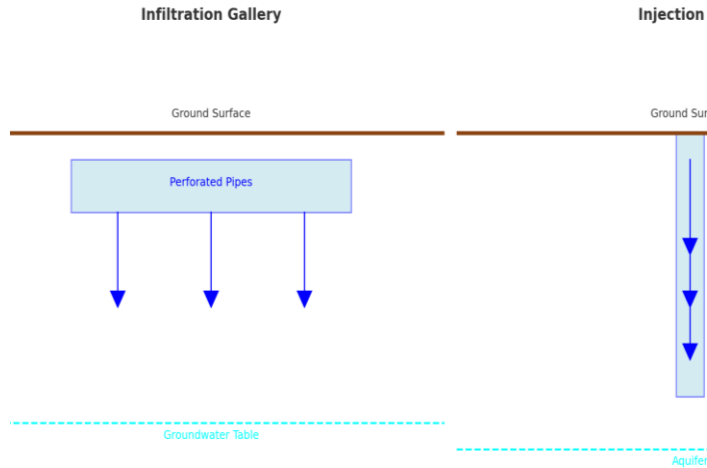 Infiltration Gallery
Injection
Ground Surface
Ground Sur
Perforated Pipes
Groundwater Table
Aquifer